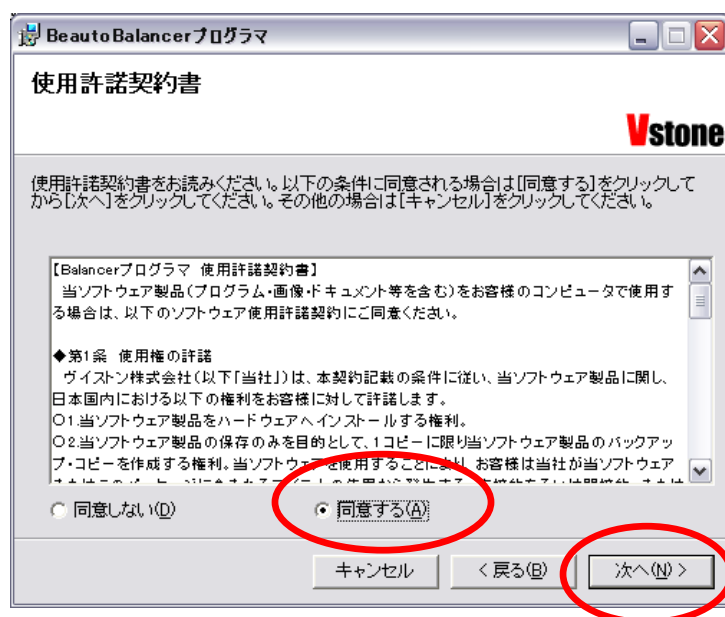 BeautoBalancerプログラマ
使用許諾契約書
Vstone
使用許諾契約書をお読みください。以下の条件に同意される場合は[同意する]をクリックして
から[次へ]をクリックしてください。その他の場合は[キャンセル]をクリックしてください。
【Balancerプログラマ 使用許諾契約書】
当ソフトウェア製品(プログラム・画像・ドキュメント等を含む)をお客様のコンピュータで使用す
る場合は、以下のソフトウェア使用許諾契約にご同意ください。
◆第1条 使用権の許諾
ヴイストン株式会社(以下「当社」)は、本契約記載の条件に従い、当ソフトウェア製品に関し、
日本国内における以下の権利をお客様に対して許諾します。
○1.当ソフトウェア製品をハードウェアへインストールする権利。
○2.当ソフトウェア製品の保存のみを目的として、1コピーに限り当ソフトウェア製品のバックアッ
プ・コピーを作成する権利。当ソフトウェアを使用することにより、お客様は当社が当ソフトウェア
同意しない(D)
同意する(A)
キャンセル
< 戻る(B)
次へ(N) >